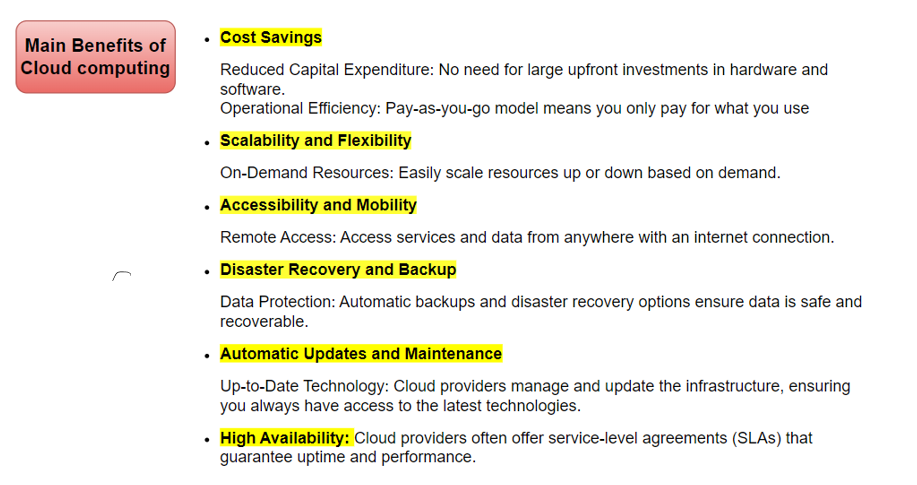 Main Benefits of
Cloud computing
• Cost Savings
Reduced Capital Expenditure: No need for large upfront investments in hardware and
software.
Operational Efficiency: Pay-as-you-go model means you only pay for what you use
• Scalability and Flexibility
On-Demand Resources: Easily scale resources up or down based on demand.
• Accessibility and Mobility
Remote Access: Access services and data from anywhere with an internet connection.
• Disaster Recovery and Backup
Data Protection: Automatic backups and disaster recovery options ensure data is safe and
recoverable.
• Automatic Updates and Maintenance
Up-to-Date Technology: Cloud providers manage and update the infrastructure, ensuring
you always have access to the latest technologies.
• High Availability: Cloud providers often offer service-level agreements (SLAs) that
guarantee uptime and performance.